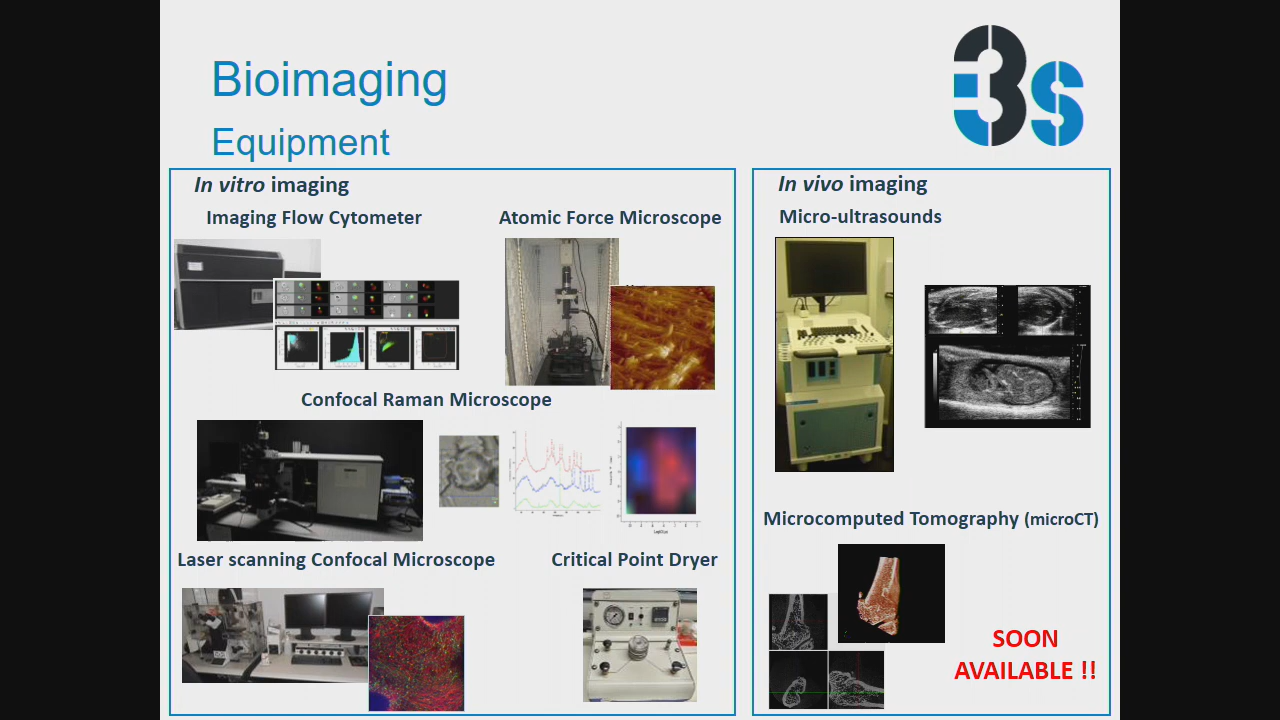 Bioimaging
3s
Equipment
In vitro imaging
Imaging Flow Cytometer
Atomic Force Microscope
Confocal Raman Microscope
Laser scanning Confocal Microscope
Critical Point Dryer
In vivo imaging
Micro-ultrasounds
Microcomputed Tomography (microCT)
SOON
AVAILABLE !!